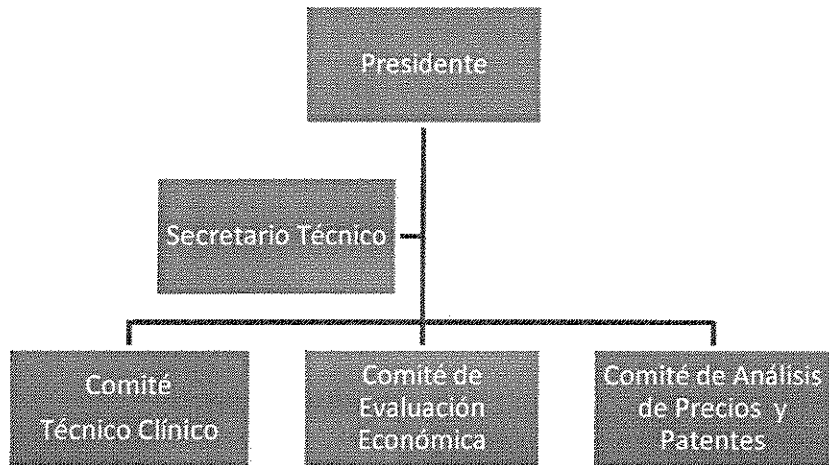 Presidente
Secretario Técnico
Comité
Técnico Clínico
Comité de
Evaluación
Económica
Comité de Análisis
de Precios y
Patentes